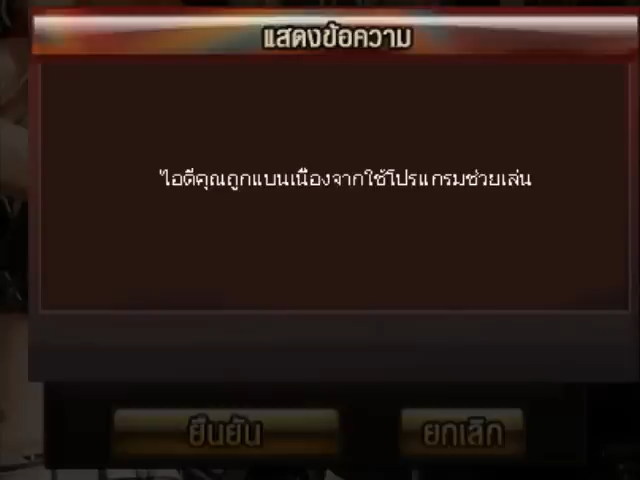 แสดงข้อความ
ไอดีคุณถูกแบนเนื่องจากใช้โปรแกรมช่วยเล่น
ยืนยัน
ยกเลิก